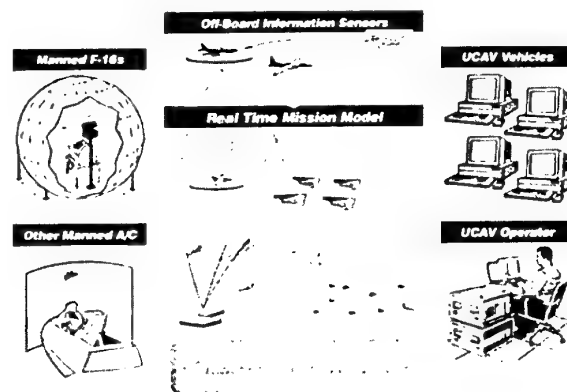 Off-Board Information Sensors
Manned F-16s
UCAV Vehicles
Real Time Mission Model
Other Manned A/C
UCAV Operator